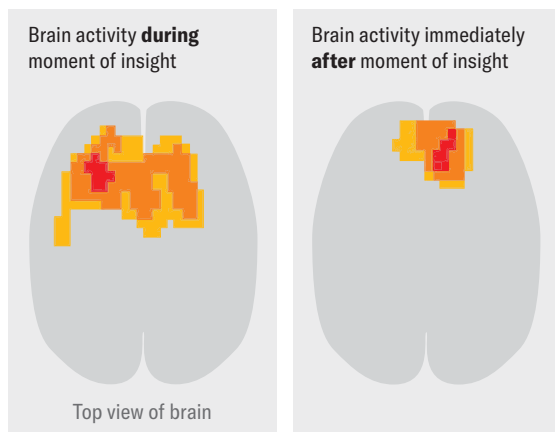 Brain activity during
moment of insight
Brain activity immediately
after moment of insight
Top view of brain